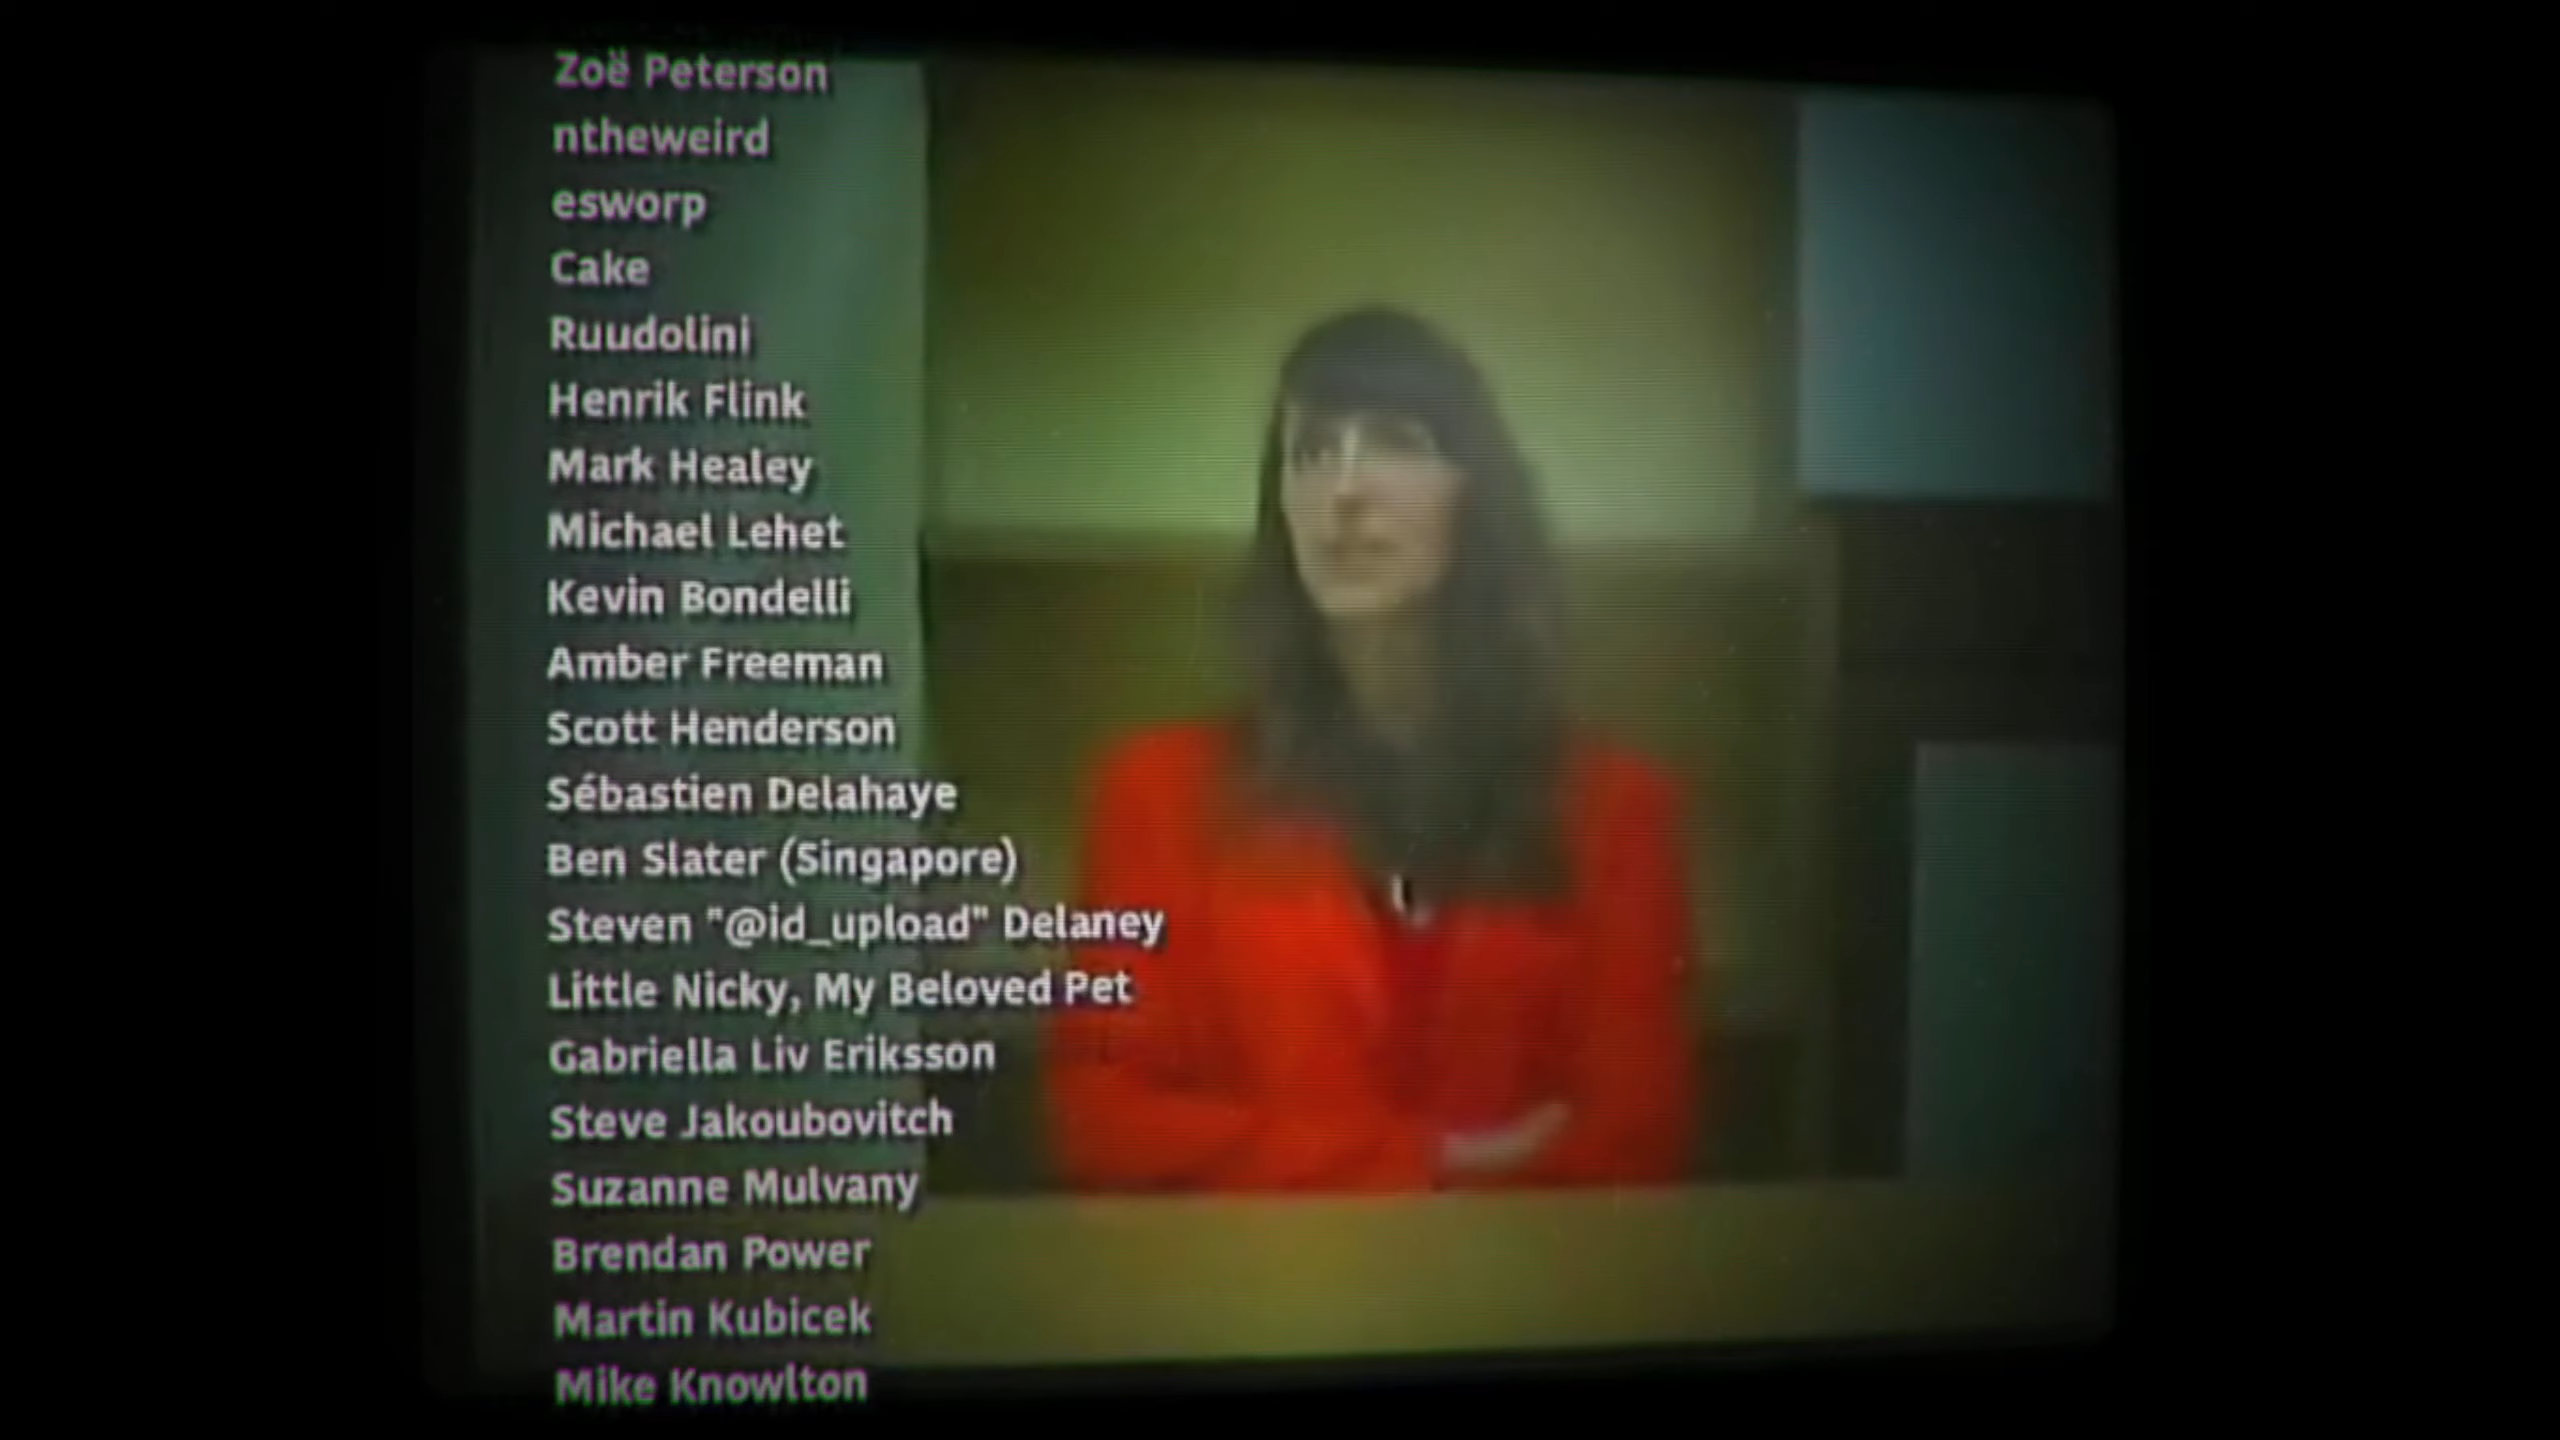 Zoë Peterson
ntheweird
esworp
Cake
Ruudolini
Henrik Flink
Mark Healey
Michael Lehet
Kevin Bondelli
Amber Freeman
Scott Henderson
Sébastien Delahaye
Ben Slater (Singapore)
Steven "@id_upload" Delaney
Little Nicky, My Beloved Pet
Gabriella Liv Eriksson
Steve Jakoubovitch
Suzanne Mulvany
Brendan Power
Martin Kubicek
Mike Knowlton